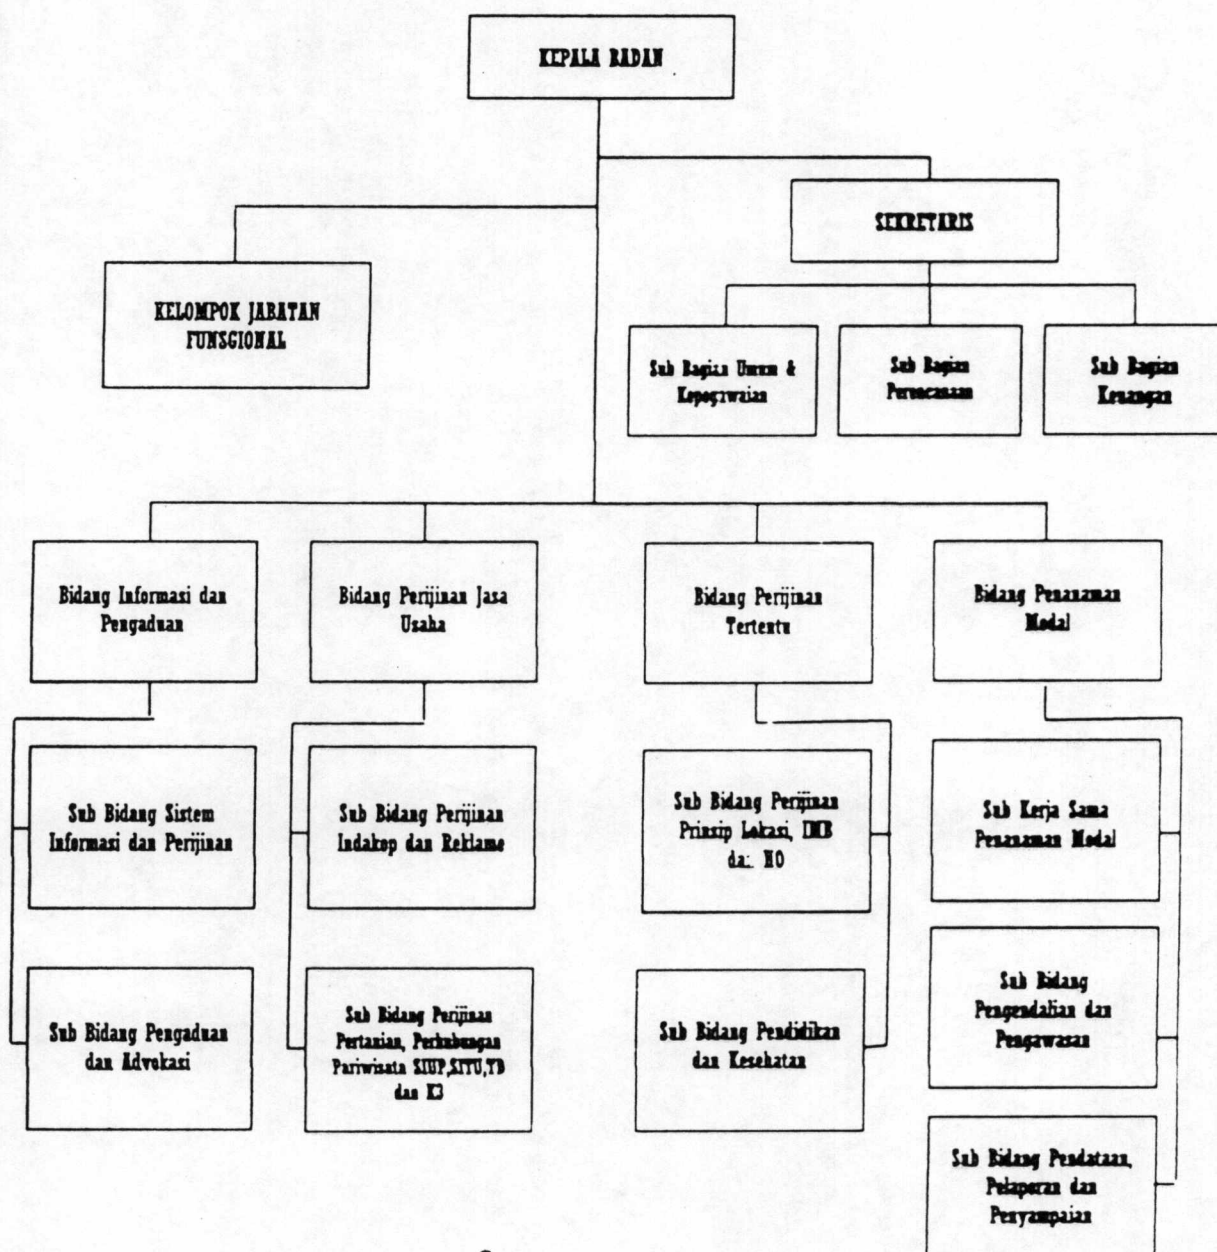 KEPALA BADAN
SEKRETARIS
KELOMPOK JABATAN
FUNSGIONAL
Sub Bagian Umum &
Kepegawaian
Sub Bagian
Perencanaan
Sub Bagian
Keuangan
Bidang Informasi dan
Pengaduan
Bidang Perijinan Jasa
Usaha
Bidang Perijinan
Tertentu
Bidang Penanaman
Modal
Sub Bidang Sistem
Informasi dan Perijinan
Sub Bidang Perijinan
Indakop dan Reklame
Sub Bidang Perijinan
Prinsip Lokasi, IMB
HO
Sub Kerja Sama
Penanaman Modal
Sub Bidang Pengaduan
dan Advokasi
Sub Bidang Perijinan
Pertanian, Perhubungan
Pariwisata SIUP,SITU,TD
dan K3
Sub Bidang Pendidikan
dan Kesehatan
Sub Bidang
Pengendalian dan
Pengawasan
Sub Bidang Pendataan,
Pelaporan dan
Penyampaian